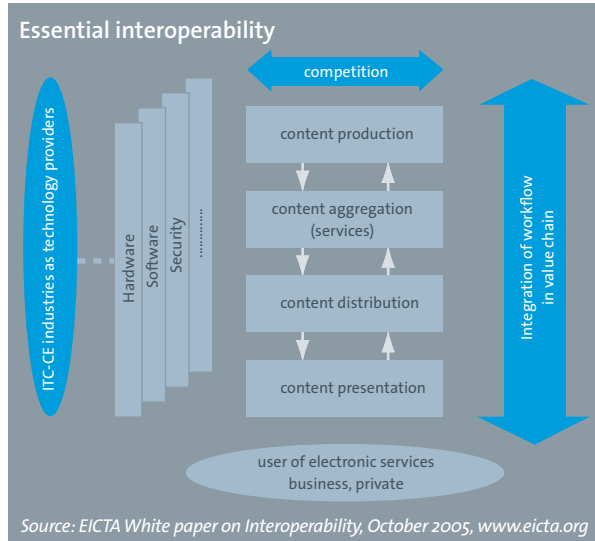 Essential interoperability
competition
ITC-CE industries as technology providers
Hardware
Software
Security
.............
content production
content aggregation
(services)
content distribution
content presentation
Integration of workflow
in value chain
user of electronic services
business, private
Source: EICTA White paper on Interoperability, October 2005, www.eicta.org